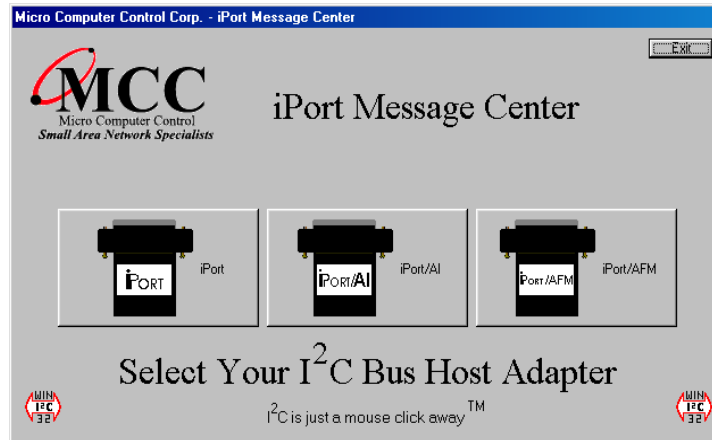 Micro Computer Control Corp. - iPort Message Center
Exit
MCC
Micro Computer Control
Small Area Network Specialists
iPort Message Center
iPORT
iPort
iPORT/AI
iPort/AI
iPORT/AFM
iPort/AFM
Select Your I²C Bus Host Adapter
I²C is just a mouse click away™
WIN
I²C
32
WIN
I²C
32